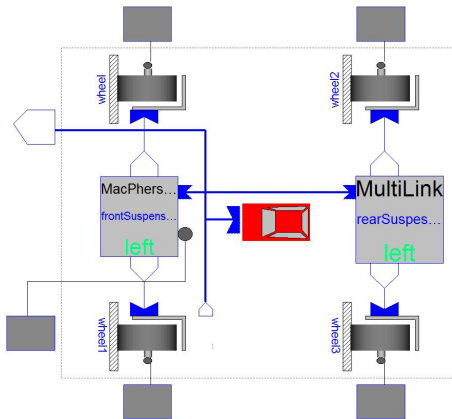 wheel
wheel2
MacPhers...
frontSuspens...
left
MultiLink
rearSuspes...
left
wheel1
wheel3